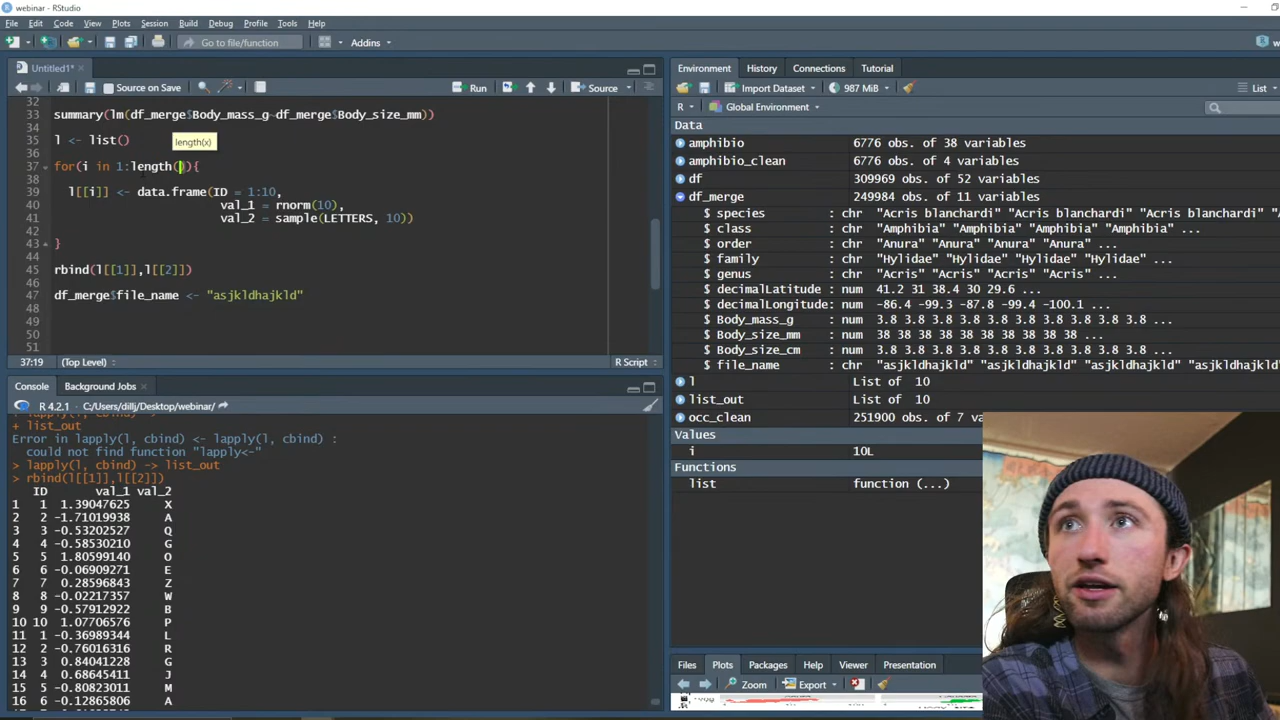 webinar - RStudio
File Edit Code View Plots Session Build Debug Profile Tools Help
Go to file/function
Addins
Untitled1*
Source on Save
Run
Source
32
33 summary(lm(df_merge$Body_mass_g~df_merge$Body_size_mm))
34
35 l <- list()
length(x)
36
37 for(i in 1:length()){
38
39 l[[i]] <- data.frame(ID = 1:10,
40 val_1 = rnorm(10),
41 val_2 = sample(LETTERS, 10))
42
43 }
44
45 rbind(l[[1]],l[[2]])
46
47 df_merge$file_name <- "asjkldhajkld"
48
49
50
51
37:19 (Top Level) R Script
Console Background Jobs
R 4.2.1 . C:/Users/dillj/Desktop/webinar/
+ list_out
Error in lapply(l, cbind) <- lapply(l, cbind) :
could not find function "lapply<-"
> lapply(l, cbind) -> list_out
> rbind(l[[1]],l[[2]])
ID val_1 val_2
1 1 1.39047625 X
2 2 -1.71019938 A
3 3 -0.53202527 Q
4 4 -0.58530210 G
5 5 1.80599140 O
6 6 -0.06909271 E
7 7 0.28596843 Z
8 8 -0.02217357 W
9 9 -0.57912922 B
10 10 1.07706576 P
11 1 -0.36989344 L
12 2 -0.76016316 R
13 3 0.84041228 G
14 4 0.68645014 J
15 5 -0.80823011 M
16 6 -0.12865806
Environment History Connections Tutorial
Import Dataset 987 MiB List
R Global Environment
Data
amphibio 6776 obs. of 38 variables
amphibio_clean 6776 obs. of 4 variables
df 309969 obs. of 52 variables
df_merge 249984 obs. of 11 variables
$ species : chr "Acris blanchardi" "Acris blanchardi" "Acris blanchardi" "Acris
$ class : chr "Amphibia" "Amphibia" "Amphibia" "Amphibia" ...
$ order : chr "Anura" "Anura" "Anura" "Anura" ...
$ family : chr "Hylidae" "Hylidae" "Hylidae" "Hylidae" ...
$ genus : chr "Acris" "Acris" "Acris" "Acris" ...
$ decimalLatitude : num 41.2 31 38.4 30 29.6 ...
$ decimalLongitude: num -86.4 -99.3 -87.8 -99.4 -100.1 ...
$ Body_mass_g : num 3.8 3.8 3.8 3.8 3.8 3.8 3.8 3.8 3.8 3.8 ...
$ Body_size_mm : num 38 38 38 38 38 38 38 38 38 38 ...
$ Body_size_cm : num 3.8 3.8 3.8 3.8 3.8 3.8 3.8 3.8 3.8 3.8 ...
$ file_name : chr "asjkldhajkld" "asjkldhajkld" "asjkldhajkld" "asjkldhajkld"
l List of 10
list_out List of 10
occ_clean 251900 obs. of 7 va
Values
i 10L
Functions
list function (...)
Files Plots Packages Help Viewer Presentation
Zoom Export